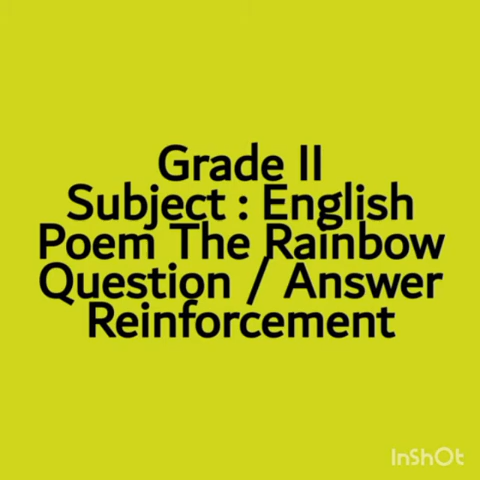 Grade II
Subject : English
Poem The Rainbow
Question / Answer
Reinforcement
InShOt